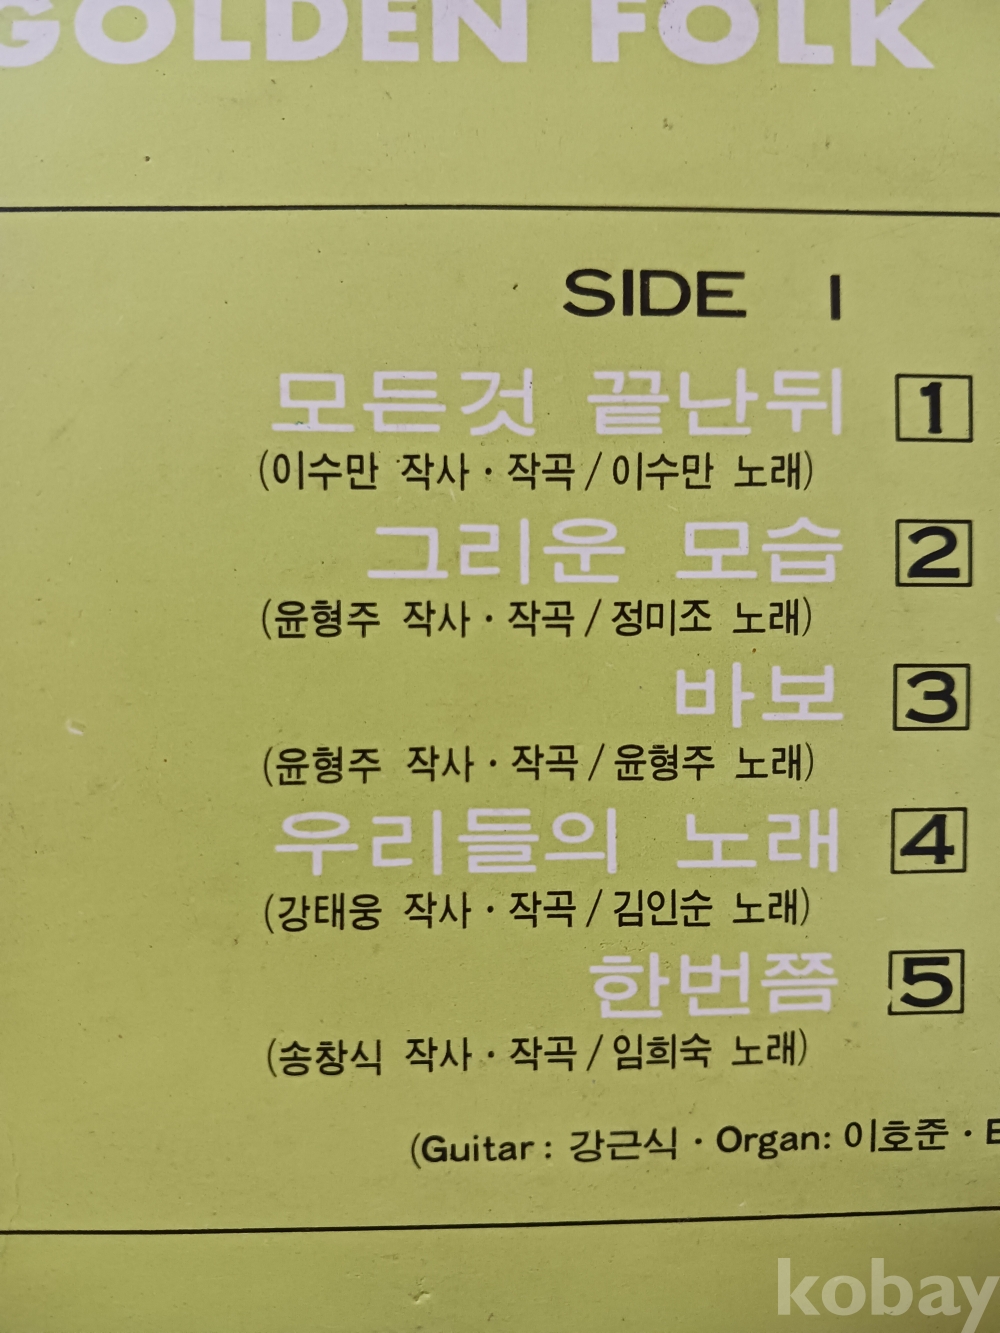 GOLDEN FOLK
SIDE 1
모든것 끝난뒤 1
(이수만 작사·작곡/이수만 노래)
그리운 모습 2
(윤형주 작사·작곡/정미조 노래)
바보 3
(윤형주 작사·작곡/윤형주 노래)
우리들의 노래 4
(강태웅 작사·작곡/김인순 노래)
한번쯤 5
(송창식 작사·작곡/임희숙 노래)
(Guitar: 강근식·Organ: 이호준·
kobay